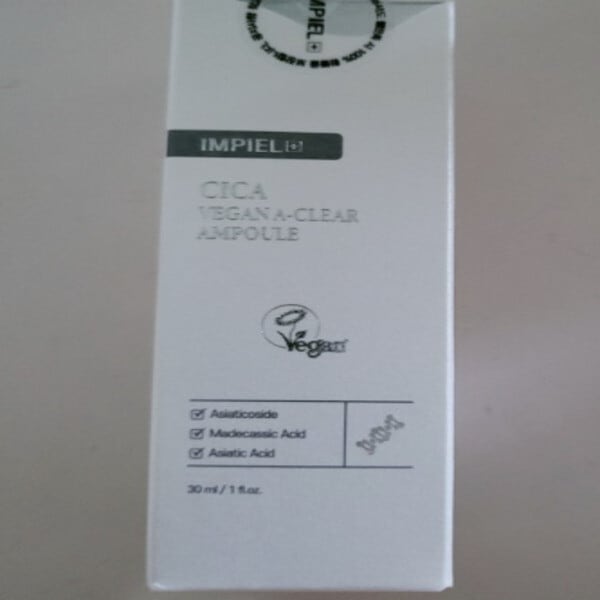 IMPIEL
IMPIEL
CICA
VEGAN A-CLEAR
AMPOULE
Vegan
Asiaticoside
Madecassic Acid
Asiatic Acid
30 ml / 1 fl.oz.